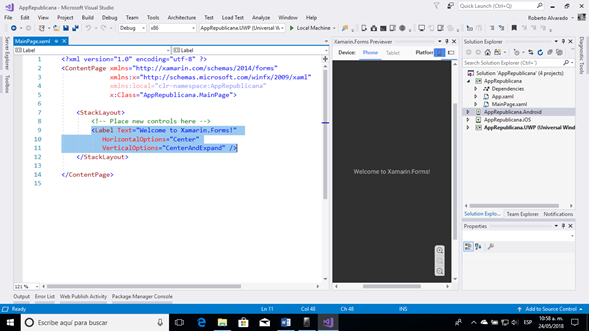 AppRepublicana
Quick Launch (Ctrl+Q)
File Edit View Project Build Debug Team Tools Architecture Test Load Test Analyze Window Help
Roberto Alvarado
Debug x86 AppRepublicana.UWP (Universal W Local Machine
Server Explorer
Toolbox
MainPage.xaml
Label Label
1 <?xml version="1.0" encoding="utf-8" ?>
2 <ContentPage xmlns="http://xamarin.com/schemas/2014/forms"
3 xmlns:x="http://schemas.microsoft.com/winfx/2009/xaml"
4 xmlns:local="clr-namespace:AppRepublicana"
5 x:Class="AppRepublicana.MainPage">
6
7 <StackLayout>
8 <!-- Place new controls here -->
9 <Label Text="Welcome to Xamarin.Forms!"
10 HorizontalOptions="Center"
11 VerticalOptions="CenterAndExpand" />
12 </StackLayout>
13
14 </ContentPage>
15
121 %
Xamarin.Forms Previewer
Device: Phone Tablet Platform
Welcome to Xamarin.Forms!
Solution Explorer
Search Solution Explorer (Ctrl+
Solution 'AppRepublicana' (4 projects)
AppRepublicana
Dependencies
App.xaml
MainPage.xaml
AppRepublicana.Android
AppRepublicana.iOS
AppRepublicana.UWP (Universal Wind
Solution Explo... Team Explorer Notifications
Properties
Diagnostic Tools
Output Error List Web Publish Activity Package Manager Console
Ready Ln 11 Col 48 Ch 48 INS Add to Source Control
Escribe aquí para buscar
ESP
10:58 a. m.
24/05/2018